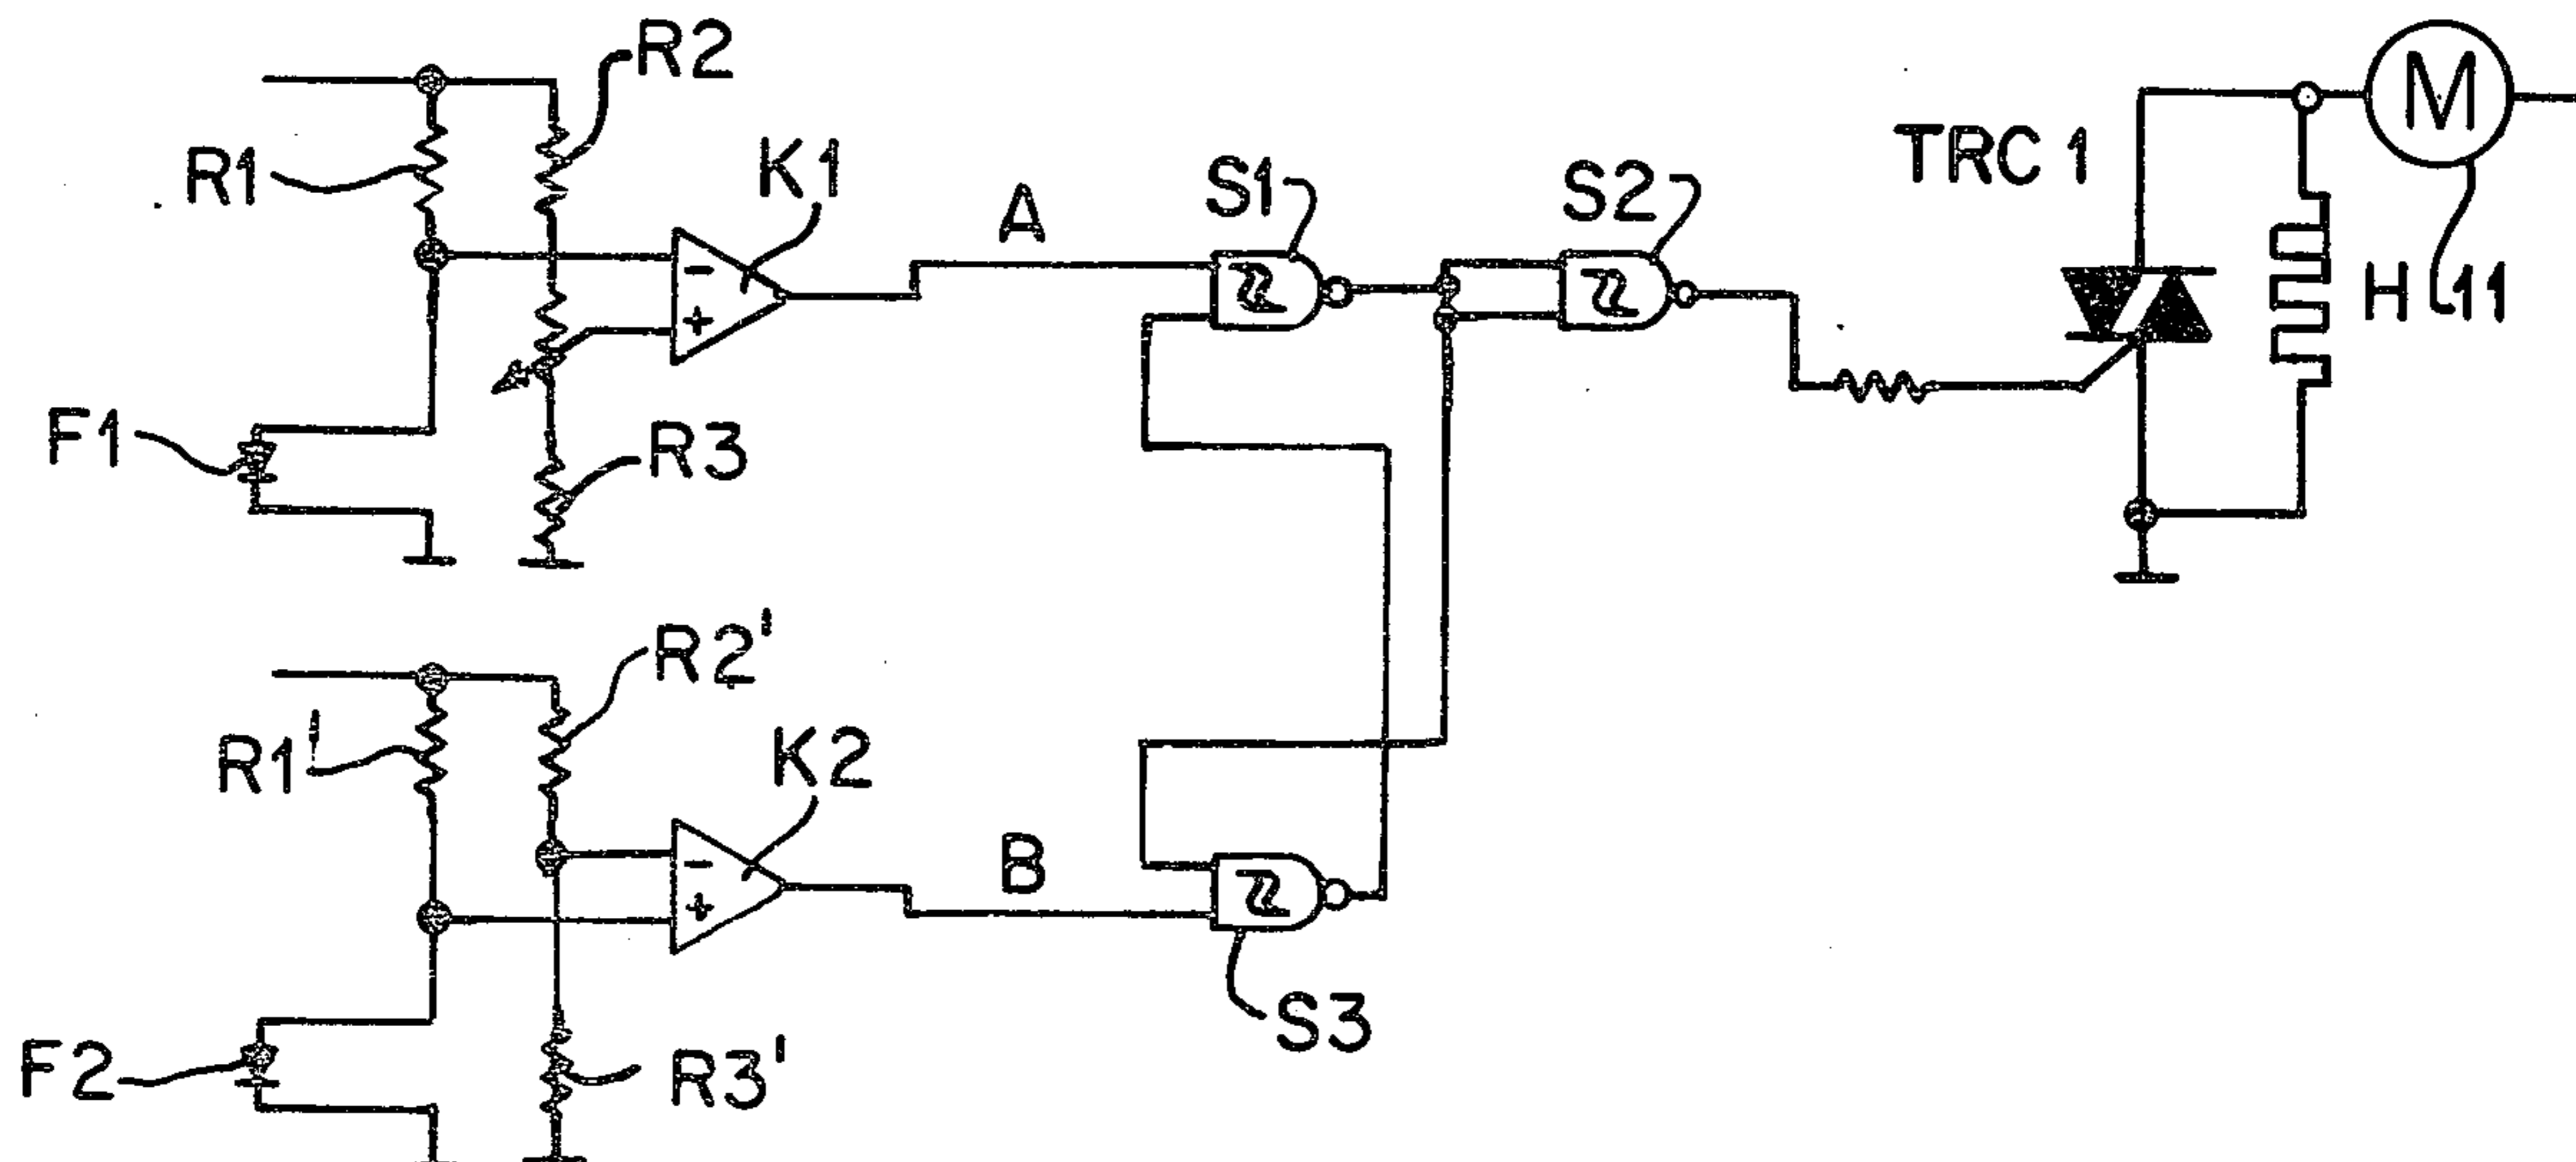 R2
M
R1
K1
A
S1
S2
TRC 1
-
+
H
11
F1
R3
R2'
R1'
K2
B
-
+
S3
F2
R3'